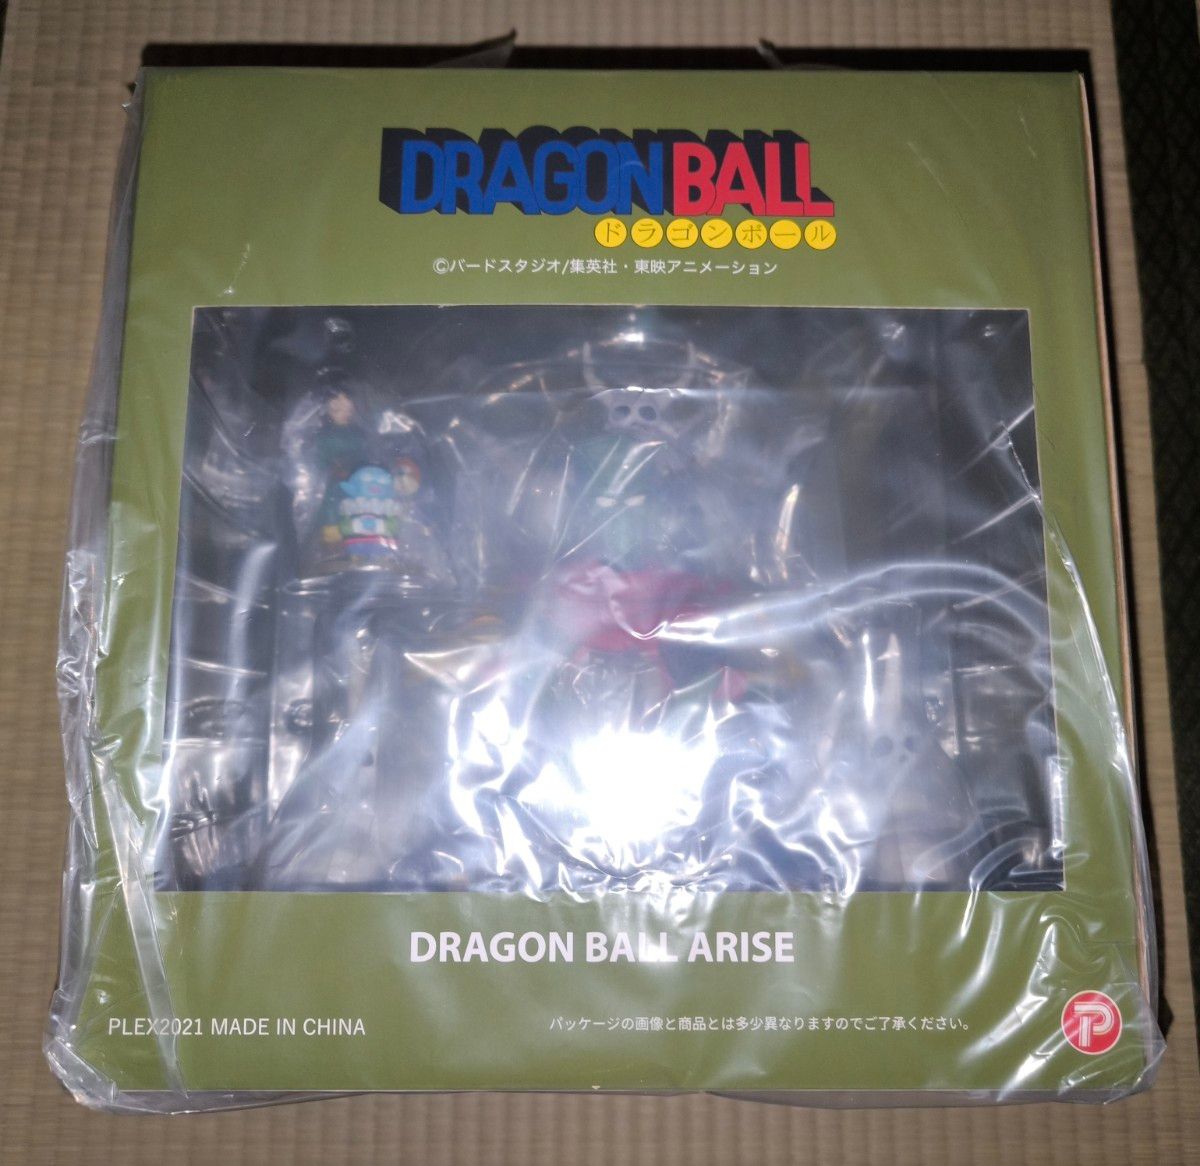 DRAGON BALL
ドラゴンボール
©バードスタジオ/集英社・東映アニメーション
DRAGON BALL ARISE
PLEX2021 MADE IN CHINA
パッケージの画像と商品とは多少異なりますのでご了承ください。
P